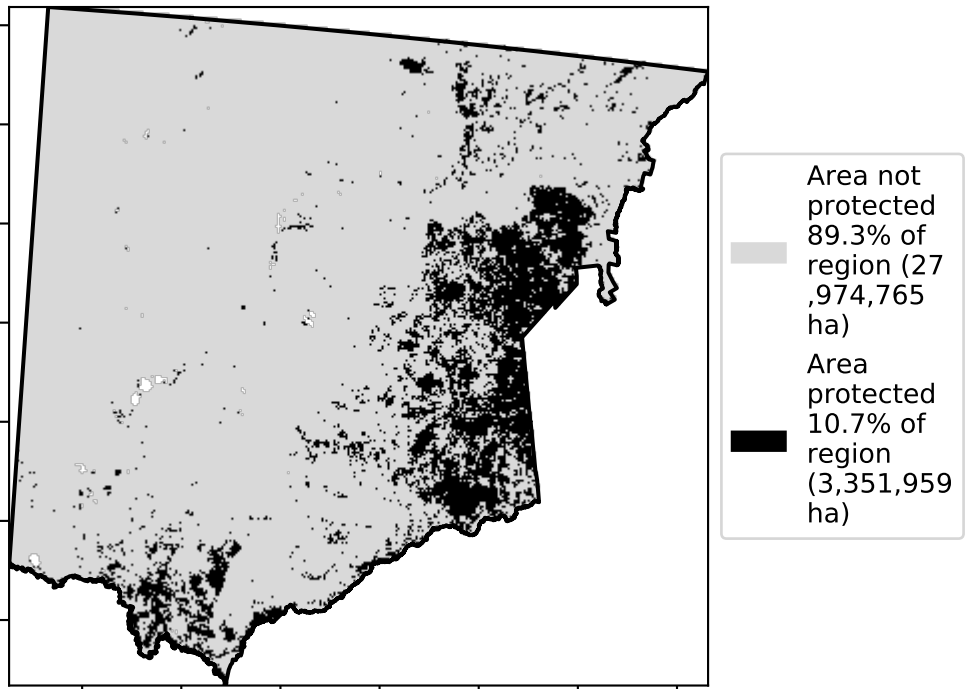 Area not
protected
89.3% of
region (27
,974,765
ha)
Area
protected
10.7% of
region
(3,351,959
ha)